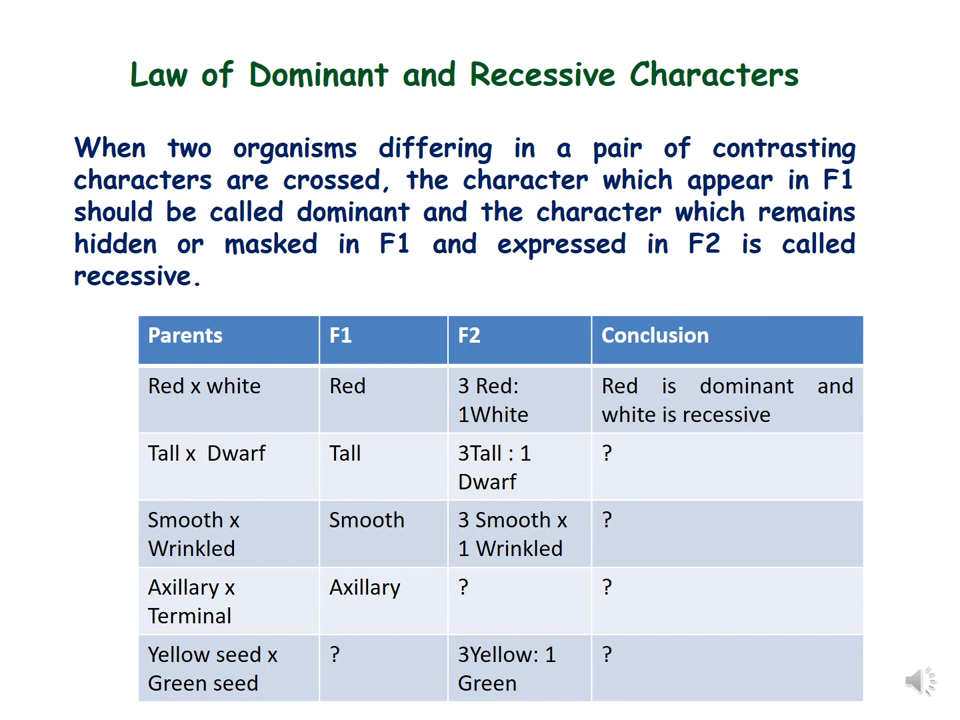 Law of Dominant and Recessive Characters
When two organisms differing in a pair of contrasting
characters are crossed, the character which appear in F1
should be called dominant and the character which remains
hidden or masked in F1 and expressed in F2 is called
recessive.
Parents F1 F2 Conclusion
Red x white Red 3 Red: Red is dominant and
1White white is recessive
Tall x Dwarf Tall 3Tall : 1 ?
Dwarf
Smooth x Smooth 3 Smooth x ?
Wrinkled 1 Wrinkled
Axillary x Axillary ? ?
Terminal
Yellow seed x ? 3Yellow: 1 ?
Green seed Green